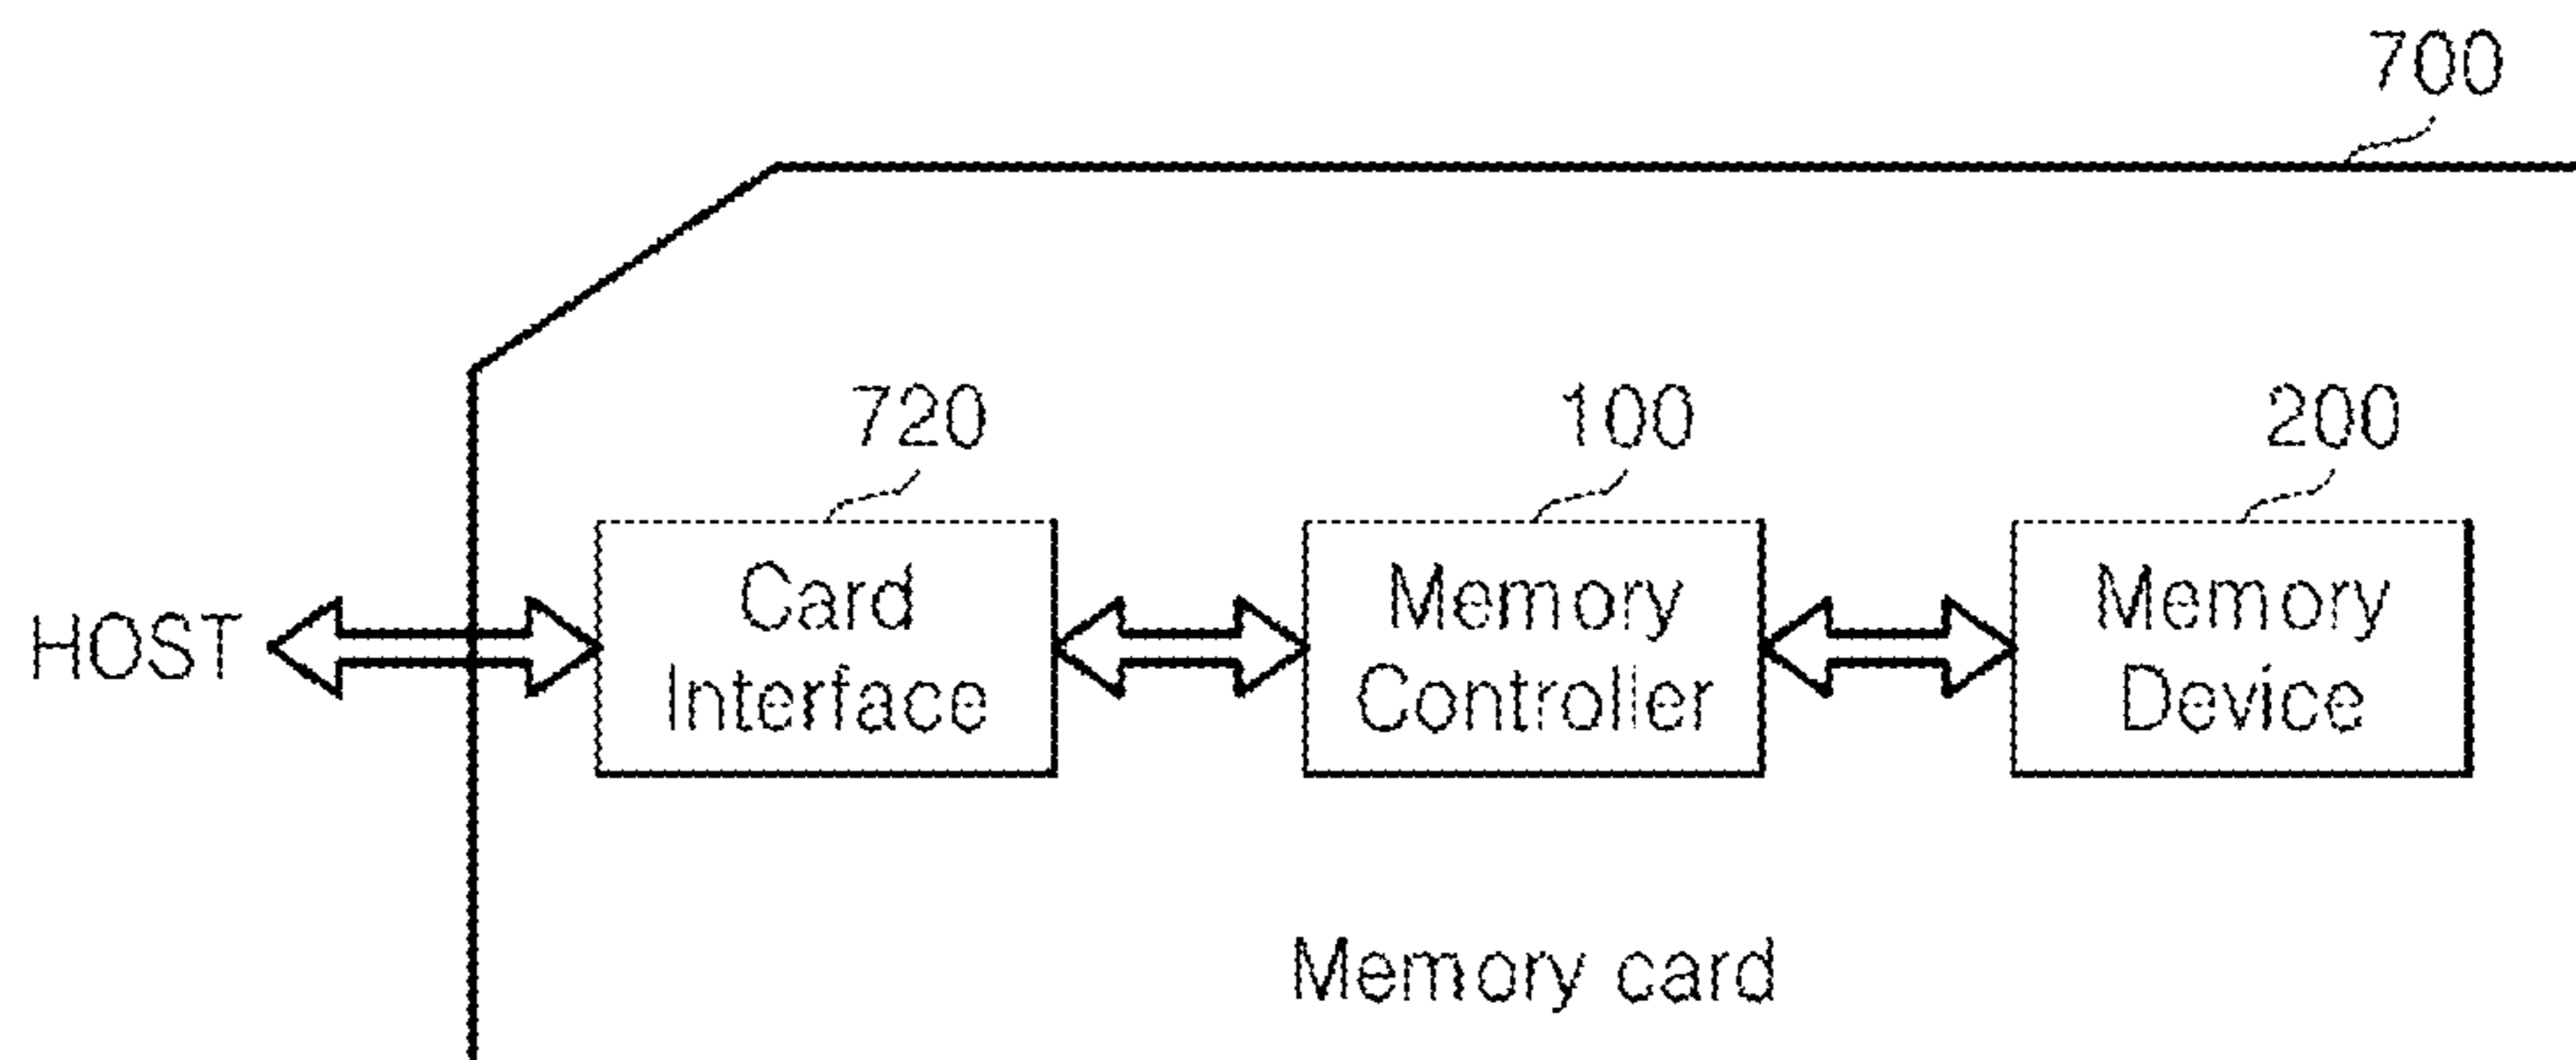 700
720
100
200
HOST
Card
Interface
Memory
Controller
Memory
Device
Memory card